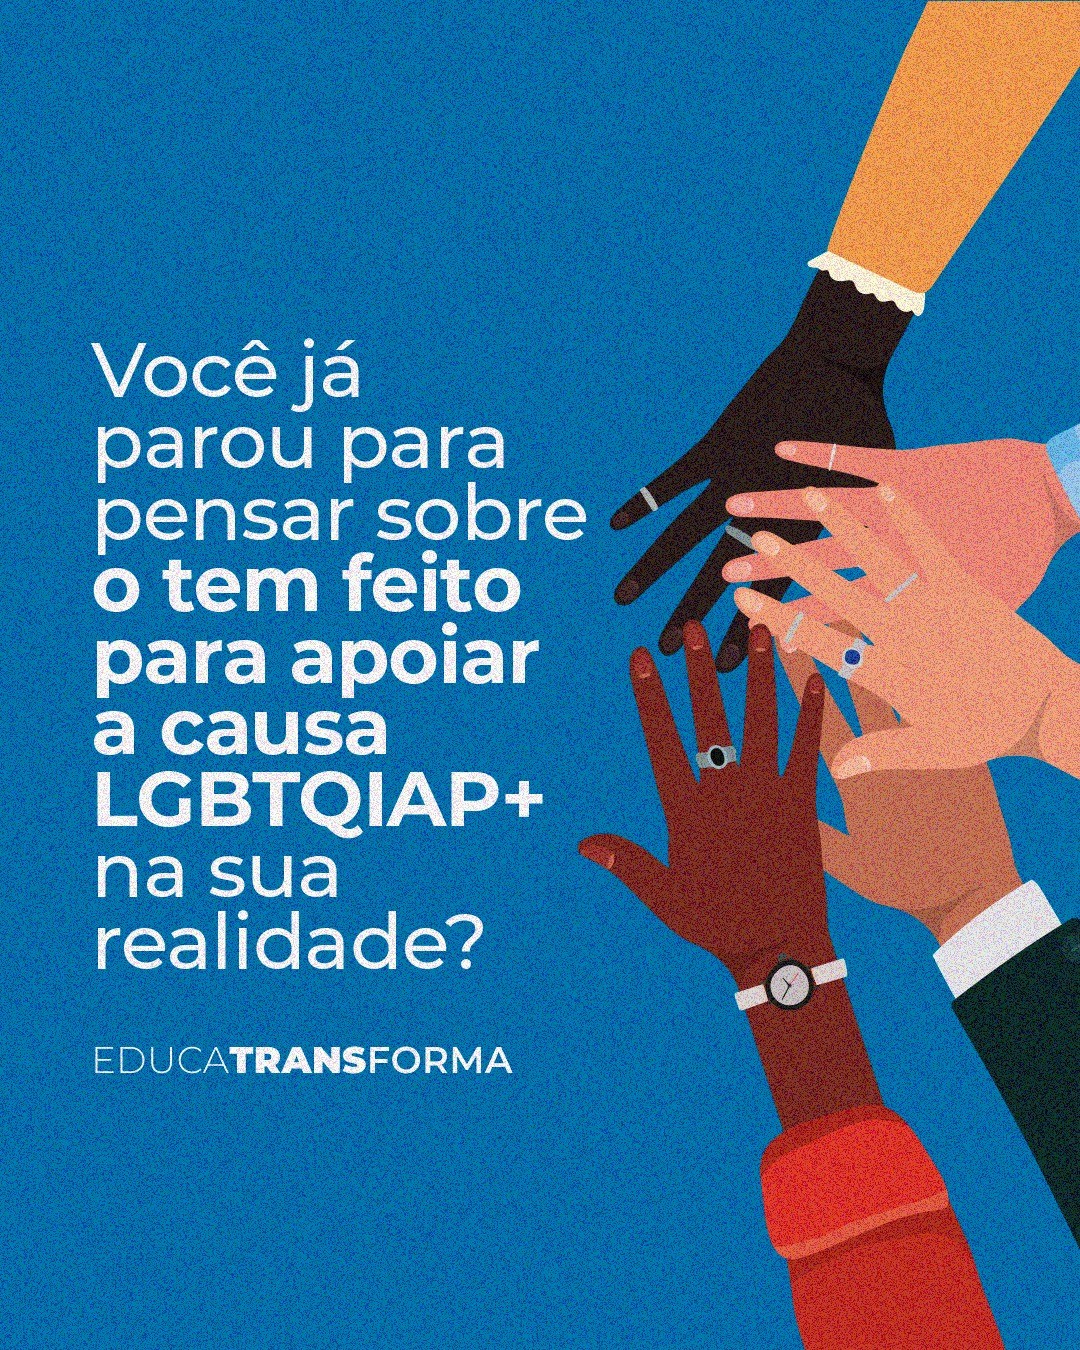 Você já
parou para
pensar sobre
o tem feito
para apoiar
a causa
LGBTQIAP+
na sua
realidade?
EDUCATRANSFORMA